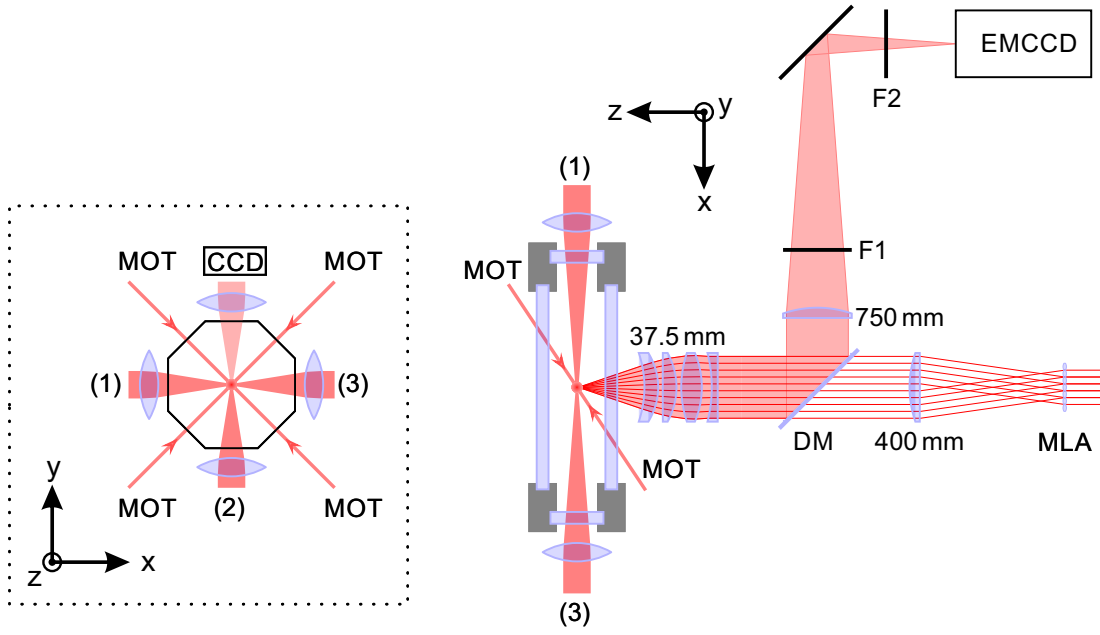 MOT
CCD
MOT
(1)
(3)
MOT
(2)
MOT
y
z
x
EMCCD
F2
z
y
x
(1)
F1
MOT
750 mm
37.5 mm
MOT
DM
400 mm
MLA
(3)